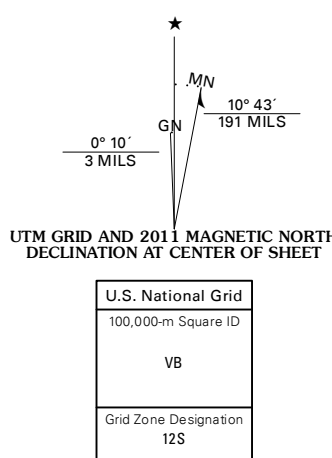 ★
MN
GN
10° 43´
191 MILS
0° 10´
3 MILS
UTM GRID AND 2011 MAGNETIC NORTH
DECLINATION AT CENTER OF SHEET
U.S. National Grid
100,000-m Square ID
VB
Grid Zone Designation
12S